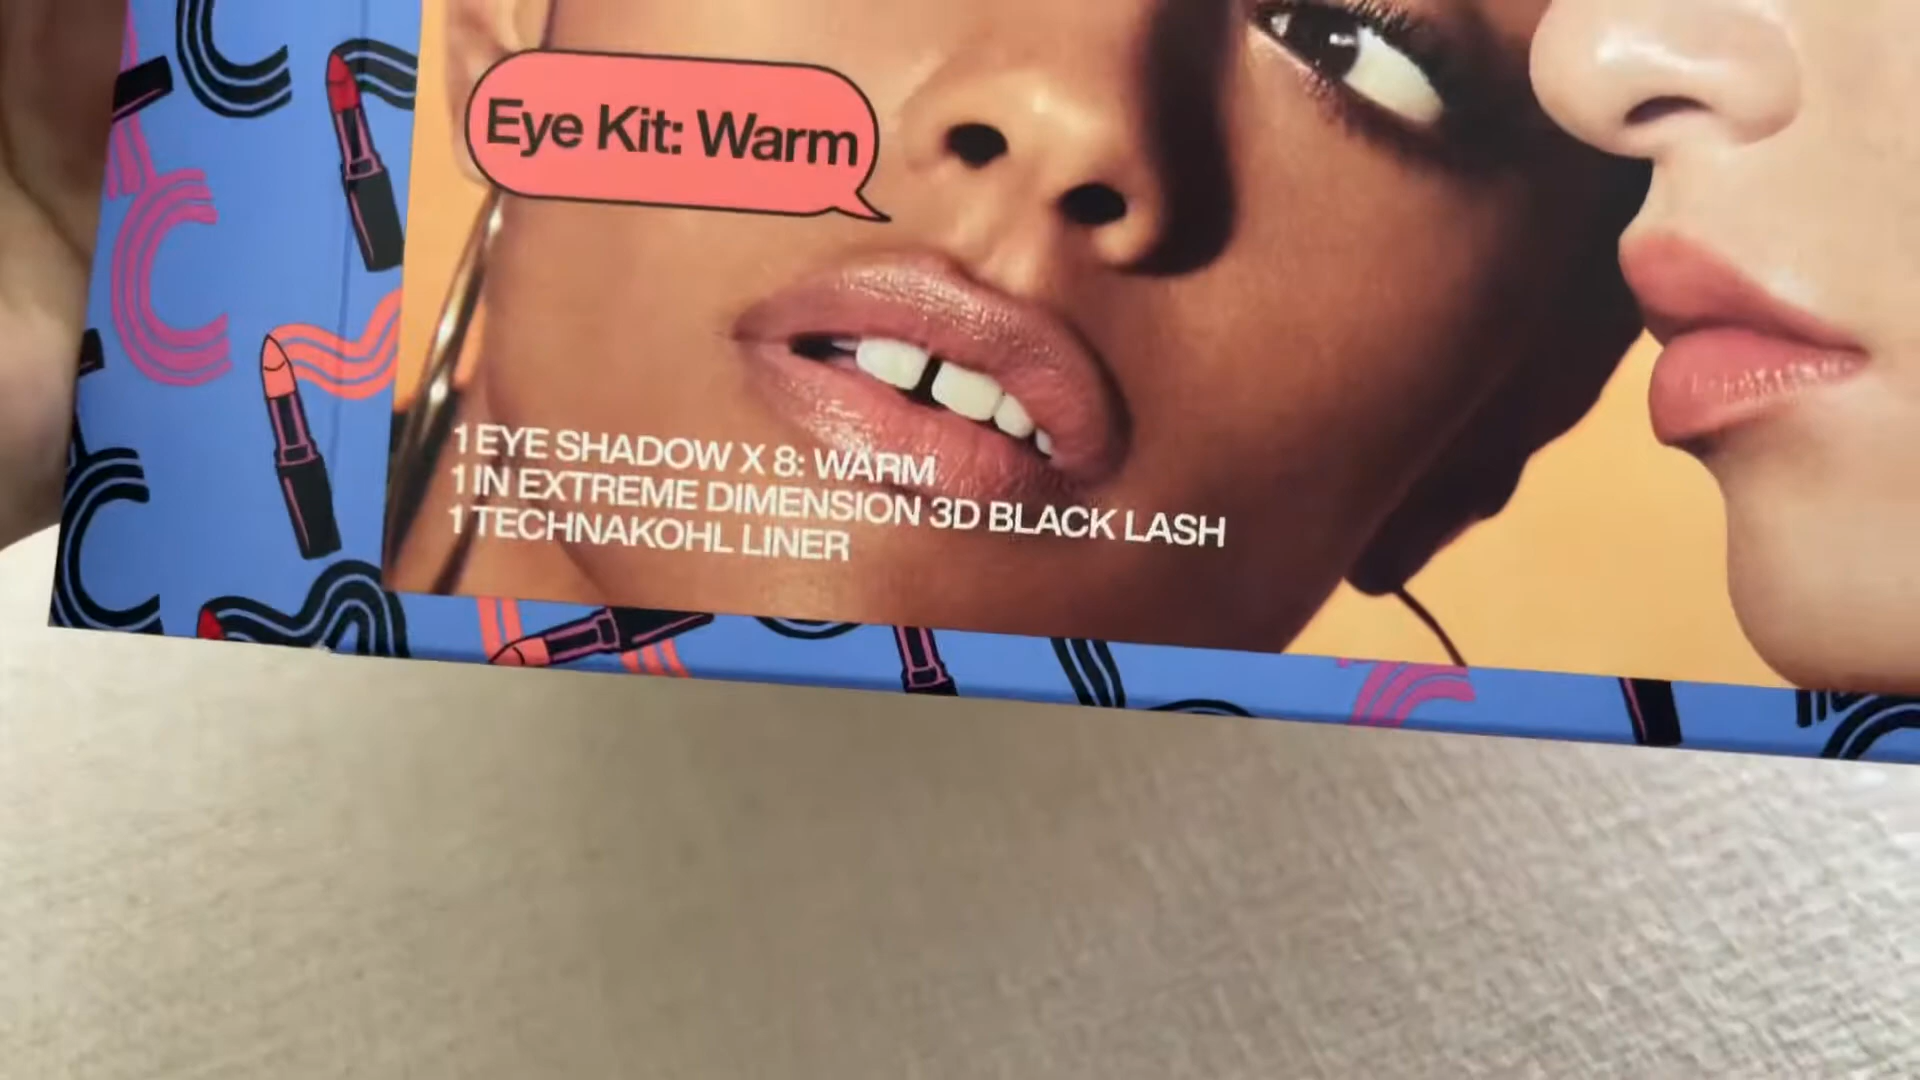 Eye Kit: Warm
1 EYE SHADOW X 8: WARM
1 IN EXTREME DIMENSION 3D BLACK LASH
1 TECHNAKOHL LINER